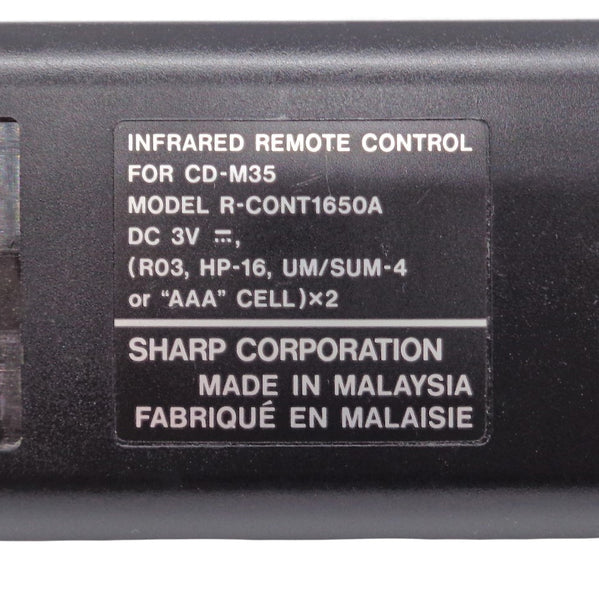 INFRARED REMOTE CONTROL
FOR CD-M35
MODEL R-CONT1650A
DC 3V ⎓,
(R03, HP-16, UM/SUM-4
or “AAA” CELL)×2
SHARP CORPORATION
MADE IN MALAYSIA
FABRIQUÉ EN MALAISIE